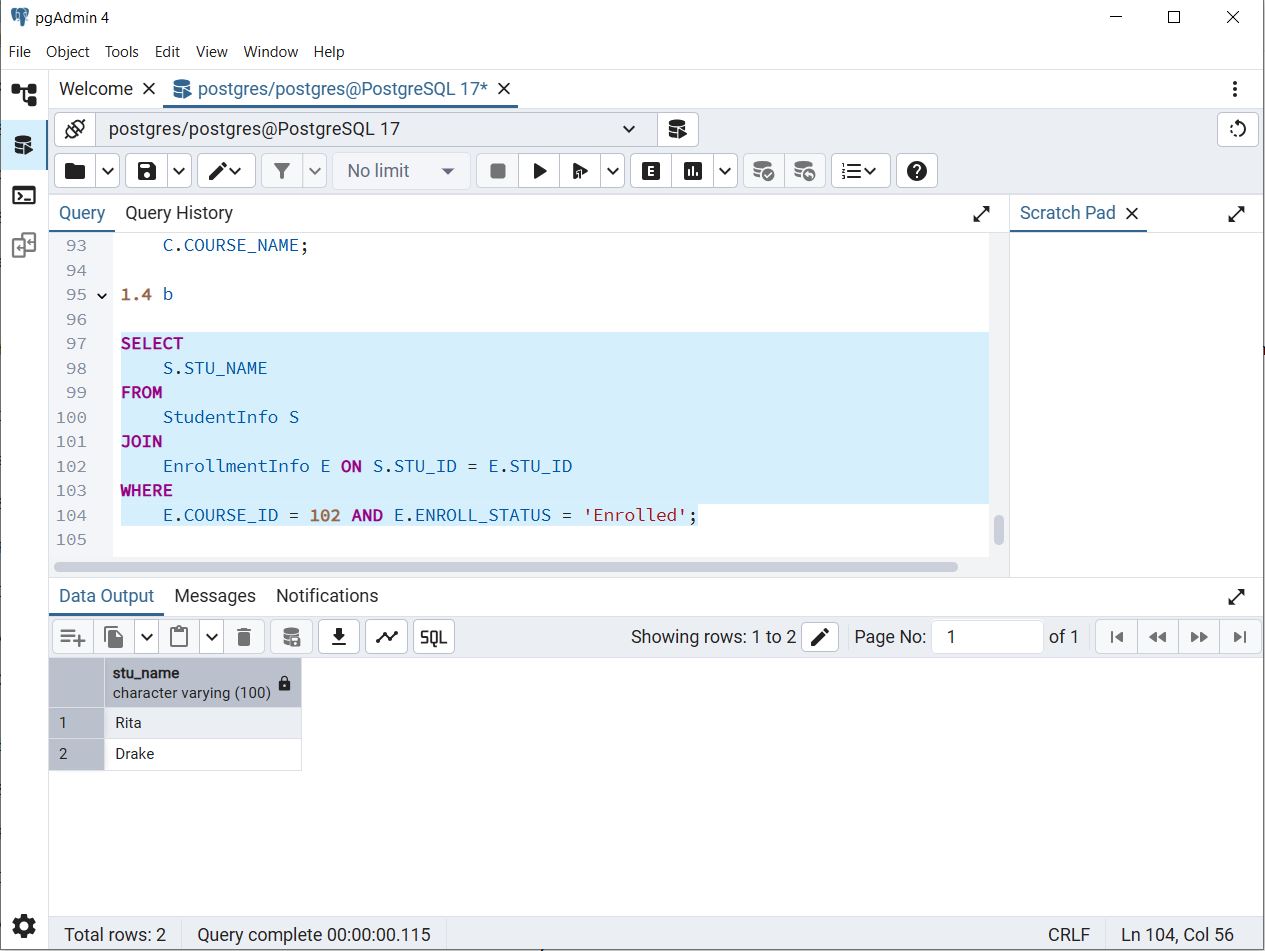 pgAdmin 4
File Object Tools Edit View Window Help
Welcome postgres/postgres@PostgreSQL 17*
postgres/postgres@PostgreSQL 17
No limit
Query Query History Scratch Pad
93 C.COURSE_NAME;
94
95 1.4 b
96
97 SELECT
98 S.STU_NAME
99 FROM
100 StudentInfo S
101 JOIN
102 EnrollmentInfo E ON S.STU_ID = E.STU_ID
103 WHERE
104 E.COURSE_ID = 102 AND E.ENROLL_STATUS = 'Enrolled';
105
Data Output Messages Notifications
SQL Showing rows: 1 to 2 Page No: 1 of 1
stu_name
character varying (100)
1 Rita
2 Drake
Total rows: 2 Query complete 00:00:00.115 CRLF Ln 104, Col 56